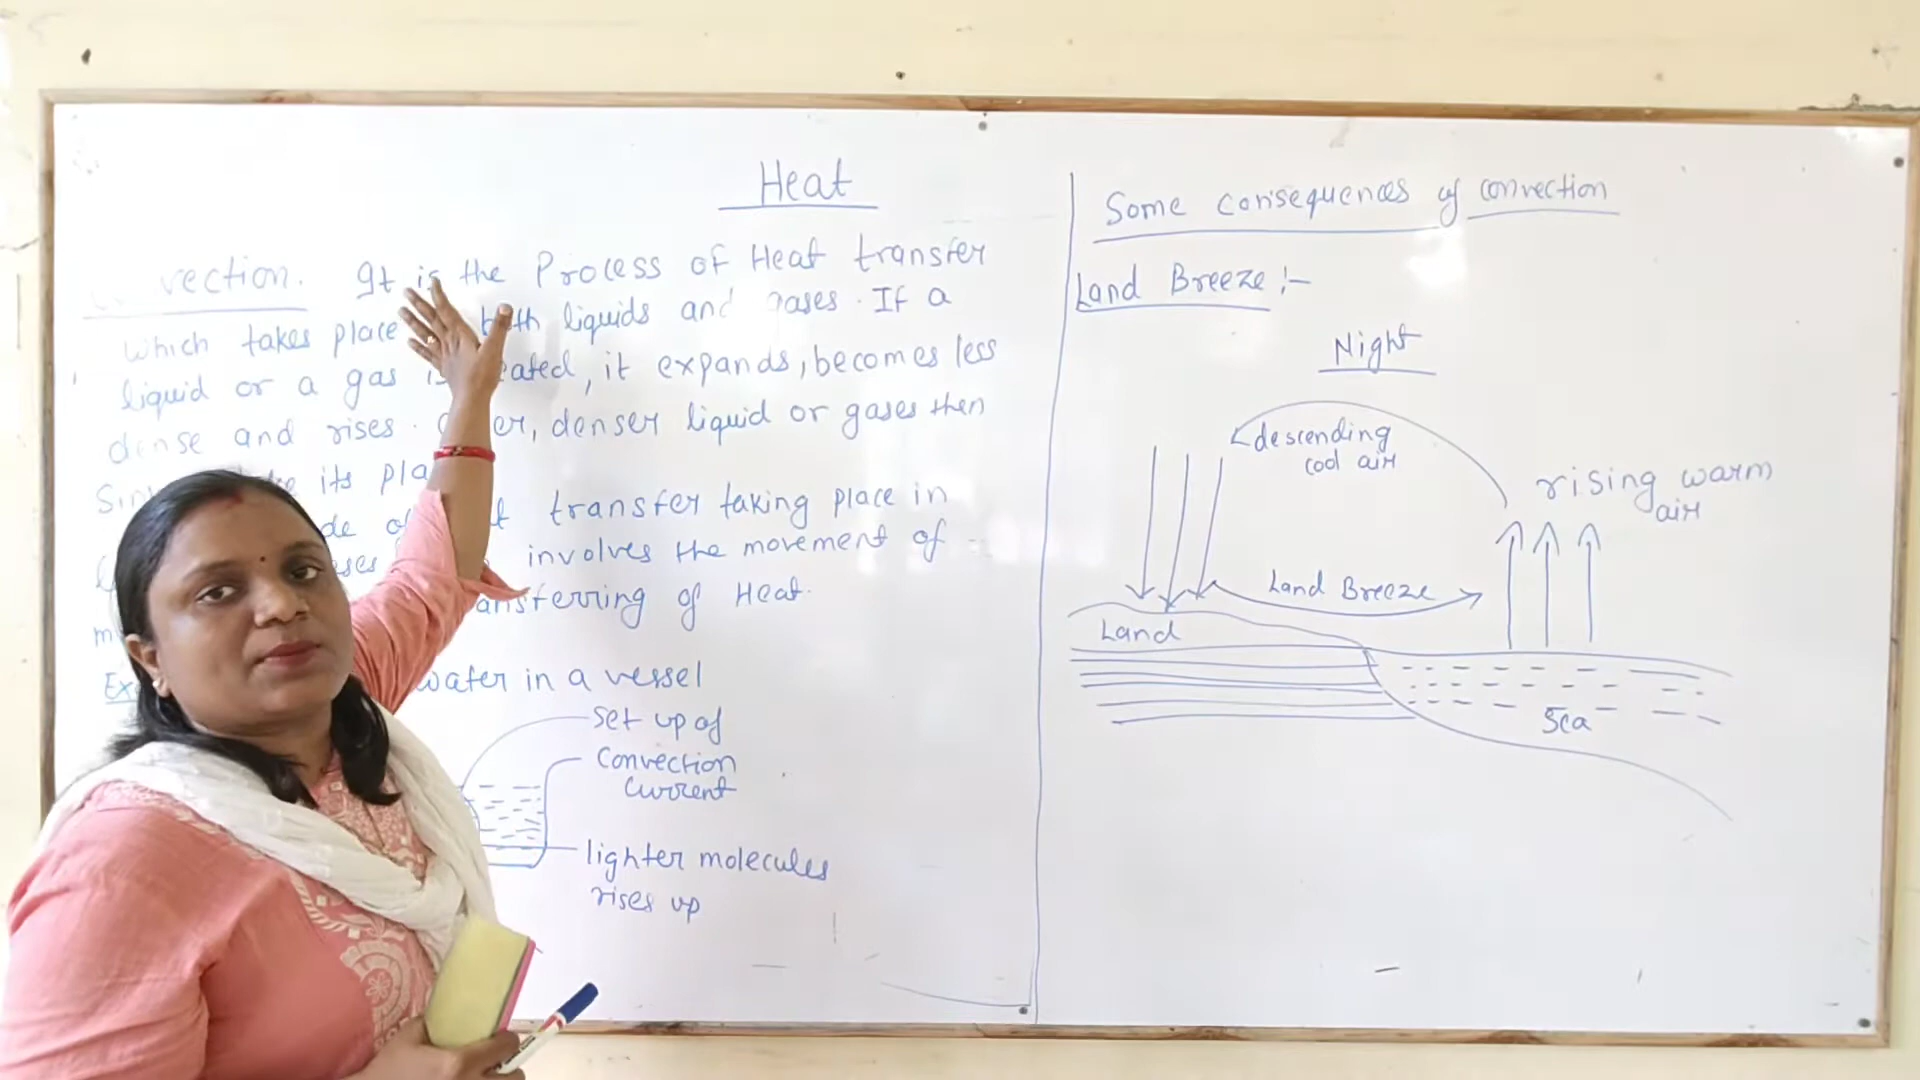 Heat
vection. It is the Process of Heat transfer
Which takes place both liquids and gases. If a
liquid or a gas is eated, it expands, becomes less
dense and rises. er, denser liquid or gases then
its pla
transfer taking place in
involves the movement of
ansferring of Heat.
water in a vessel
Set up of
Convection
Current
lighter molecules
rises up
Some consequences of convection
Land Breeze :-
Night
descending
cool air
rising warm
air
Land Breeze
Land
Sea